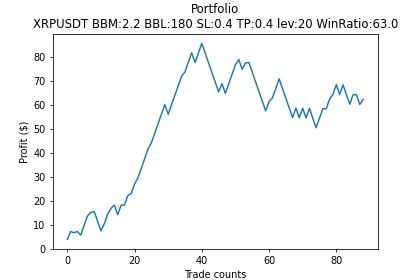 Portfolio
XRPUSDT BBM:2.2 BBL:180 SL:0.4 TP:0.4 lev:20 WinRatio:63.0
80
70
60
50
40
30
20
10
0
Profit ($)
0 20 40 60 80
Trade counts